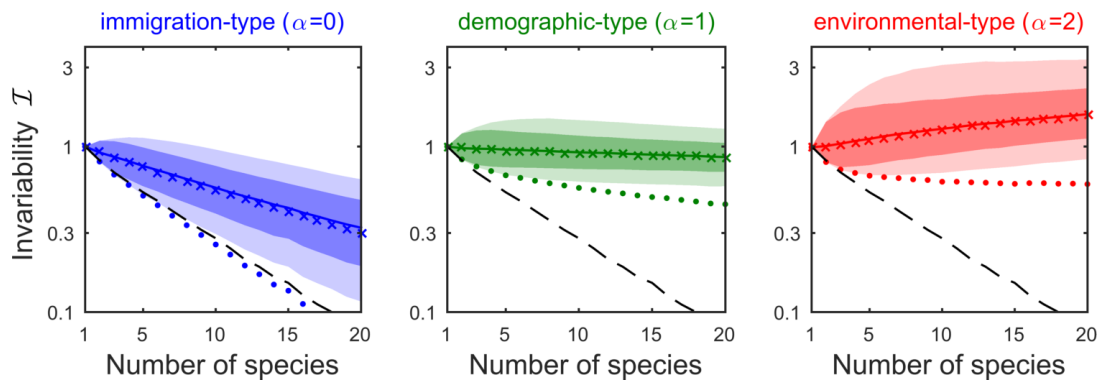 immigration-type (α=0)
demographic-type (α=1)
environmental-type (α=2)
Invariability I
3
1
0.3
0.1
1 5 10 15 20
Number of species
3
1
0.3
0.1
1 5 10 15 20
Number of species
3
1
0.3
0.1
1 5 10 15 20
Number of species